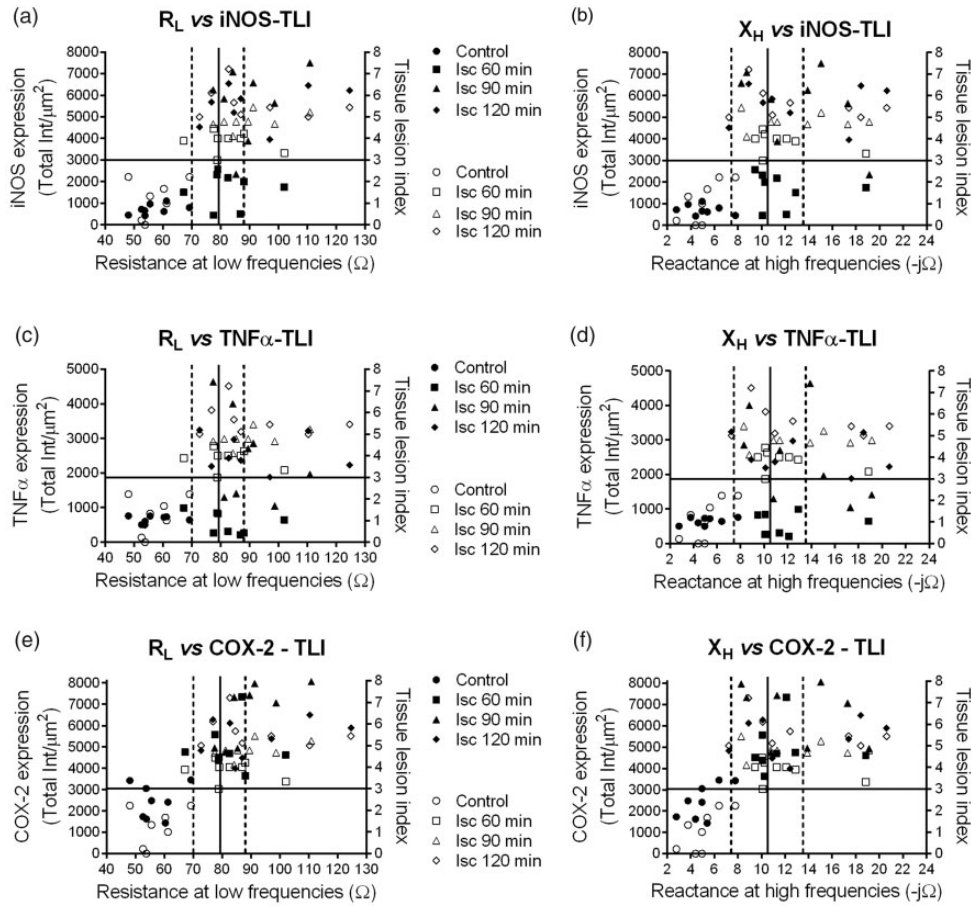 (a)
R_L vs iNOS-TLI
iNOS expression
(Total Int/μm²)
8000
7000
6000
5000
4000
3000
2000
1000
0
8
7
6
5
4
3
2
1
0
Tissue lesion index
40 50 60 70 80 90 100 110 120 130
Resistance at low frequencies (Ω)
Control
Isc 60 min
Isc 90 min
Isc 120 min
Control
Isc 60 min
Isc 90 min
Isc 120 min
(b)
X_H vs iNOS-TLI
iNOS expression
(Total Int/μm²)
8000
7000
6000
5000
4000
3000
2000
1000
0
8
7
6
5
4
3
2
1
0
Tissue lesion index
2 4 6 8 10 12 14 16 18 20 22 24
Reactance at high frequencies (-jΩ)
(c)
R_L vs TNFα-TLI
TNFα expression
(Total Int/μm²)
5000
4000
3000
2000
1000
0
8
7
6
5
4
3
2
1
0
Tissue lesion index
40 50 60 70 80 90 100 110 120 130
Resistance at low frequencies (Ω)
Control
Isc 60 min
Isc 90 min
Isc 120 min
Control
Isc 60 min
Isc 90 min
Isc 120 min
(d)
X_H vs TNFα-TLI
TNFα expression
(Total Int/μm²)
5000
4000
3000
2000
1000
0
8
7
6
5
4
3
2
1
0
Tissue lesion index
2 4 6 8 10 12 14 16 18 20 22 24
Reactance at high frequencies (-jΩ)
(e)
R_L vs COX-2 - TLI
COX-2 expression
(Total Int/μm²)
8000
7000
6000
5000
4000
3000
2000
1000
0
8
7
6
5
4
3
2
1
0
Tissue lesion index
40 50 60 70 80 90 100 110 120 130
Resistance at low frequencies (Ω)
Control
Isc 60 min
Isc 90 min
Isc 120 min
Control
Isc 60 min
Isc 90 min
Isc 120 min
(f)
X_H vs COX-2 - TLI
COX-2 expression
(Total Int/μm²)
8000
7000
6000
5000
4000
3000
2000
1000
0
8
7
6
5
4
3
2
1
0
Tissue lesion index
2 4 6 8 10 12 14 16 18 20 22 24
Reactance at high frequencies (-jΩ)